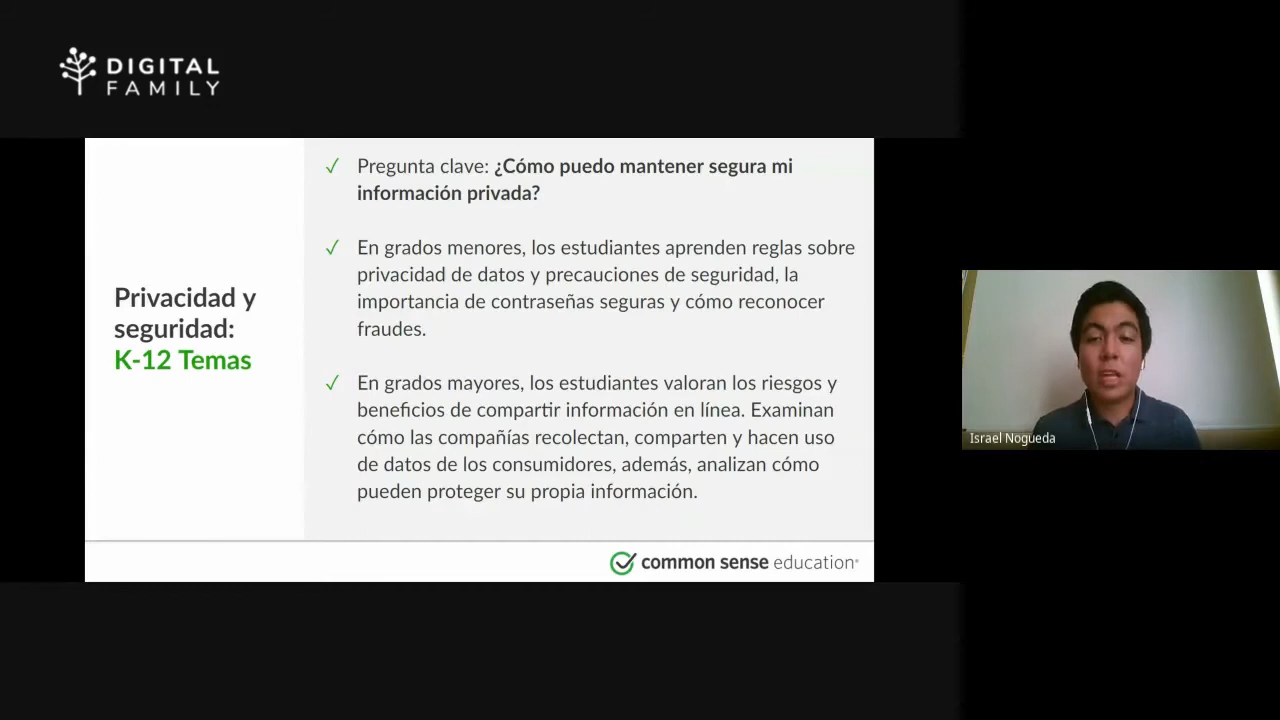 DIGITAL
FAMILY
Privacidad y
seguridad:
K-12 Temas
✓ Pregunta clave: ¿Cómo puedo mantener segura mi
información privada?
✓ En grados menores, los estudiantes aprenden reglas sobre
privacidad de datos y precauciones de seguridad, la
importancia de contraseñas seguras y cómo reconocer
fraudes.
✓ En grados mayores, los estudiantes valoran los riesgos y
beneficios de compartir información en línea. Examinan
cómo las compañías recolectan, comparten y hacen uso
de datos de los consumidores, además, analizan cómo
pueden proteger su propia información.
common sense education®
Israel Nogueda